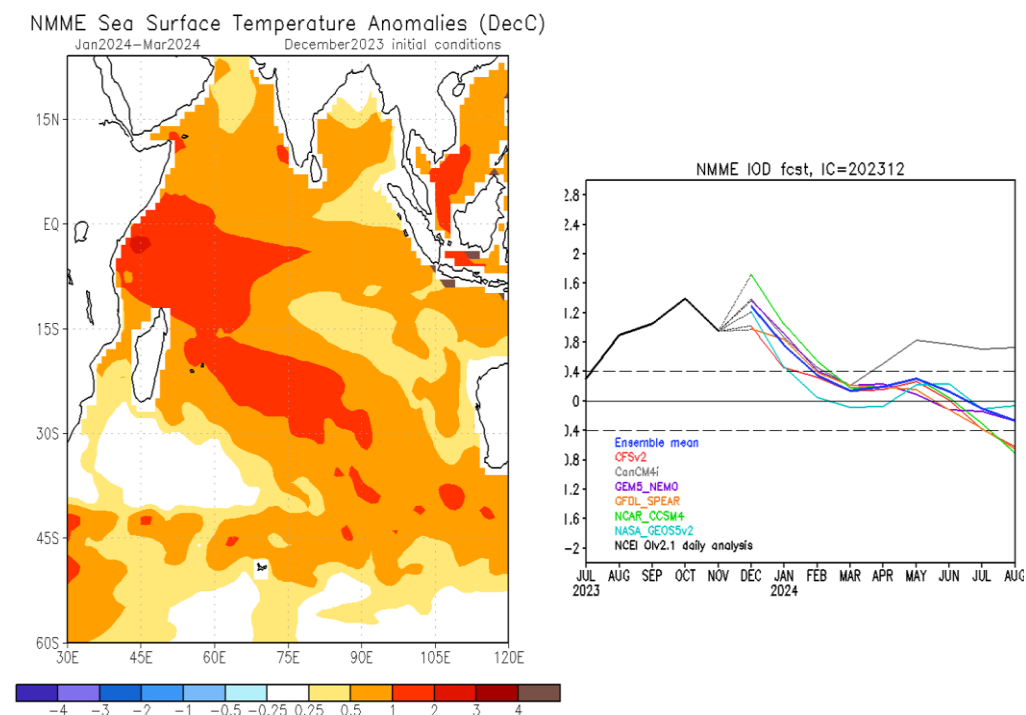 NMME Sea Surface Temperature Anomalies (DecC)
Jan2024-Mar2024 December2023 initial conditions
15N
EQ
15S
30S
45S
60S
30E 45E 60E 75E 90E 105E 120E
-4 -3 -2 -1 -0.5 -0.25 0.25 0.5 1 2 3 4
NMME IOD fcst, IC=202312
2.8
2.4
2
1.6
1.2
0.8
0.4
0
Ensemble mean
CFSv2
CanCM4i
GEM5_NEMO
GFDL_SPEAR
NCAR_CCSM4
NASA_GEOS5v2
NCEI OIv2.1 daily analysis
-2
JUL AUG SEP OCT NOV DEC JAN FEB MAR APR MAY JUN JUL AUG
2023 2024